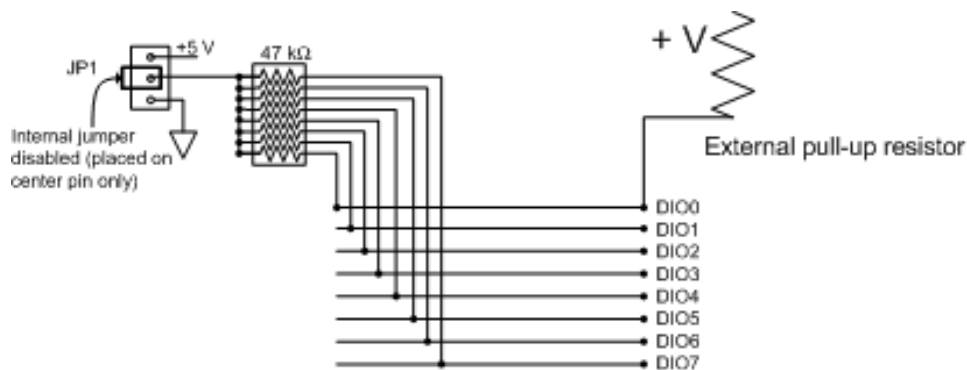 +5 V
47 kΩ
+ V
JP1
Internal jumper
disabled (placed on
center pin only)
External pull-up resistor
DIO0
DIO1
DIO2
DIO3
DIO4
DIO5
DIO6
DIO7